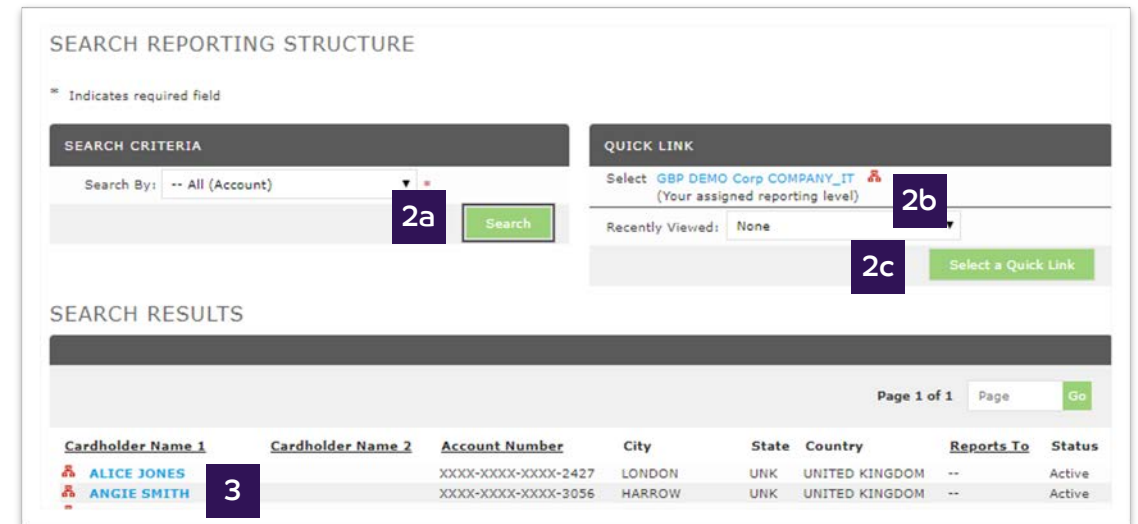 SEARCH REPORTING STRUCTURE
* Indicates required field
SEARCH CRITERIA
Search By: -- All (Account) *
2a
Search
QUICK LINK
Select GBP DEMO Corp COMPANY_IT
(Your assigned reporting level)
2b
Recently Viewed: None
2c
Select a Quick Link
SEARCH RESULTS
Page 1 of 1 Page Go
Cardholder Name 1 Cardholder Name 2 Account Number City State Country Reports To Status
ALICE JONES XXXX-XXXX-XXXX-2427 LONDON UNK UNITED KINGDOM -- Active
ANGIE SMITH XXXX-XXXX-XXXX-3056 HARROW UNK UNITED KINGDOM -- Active
3